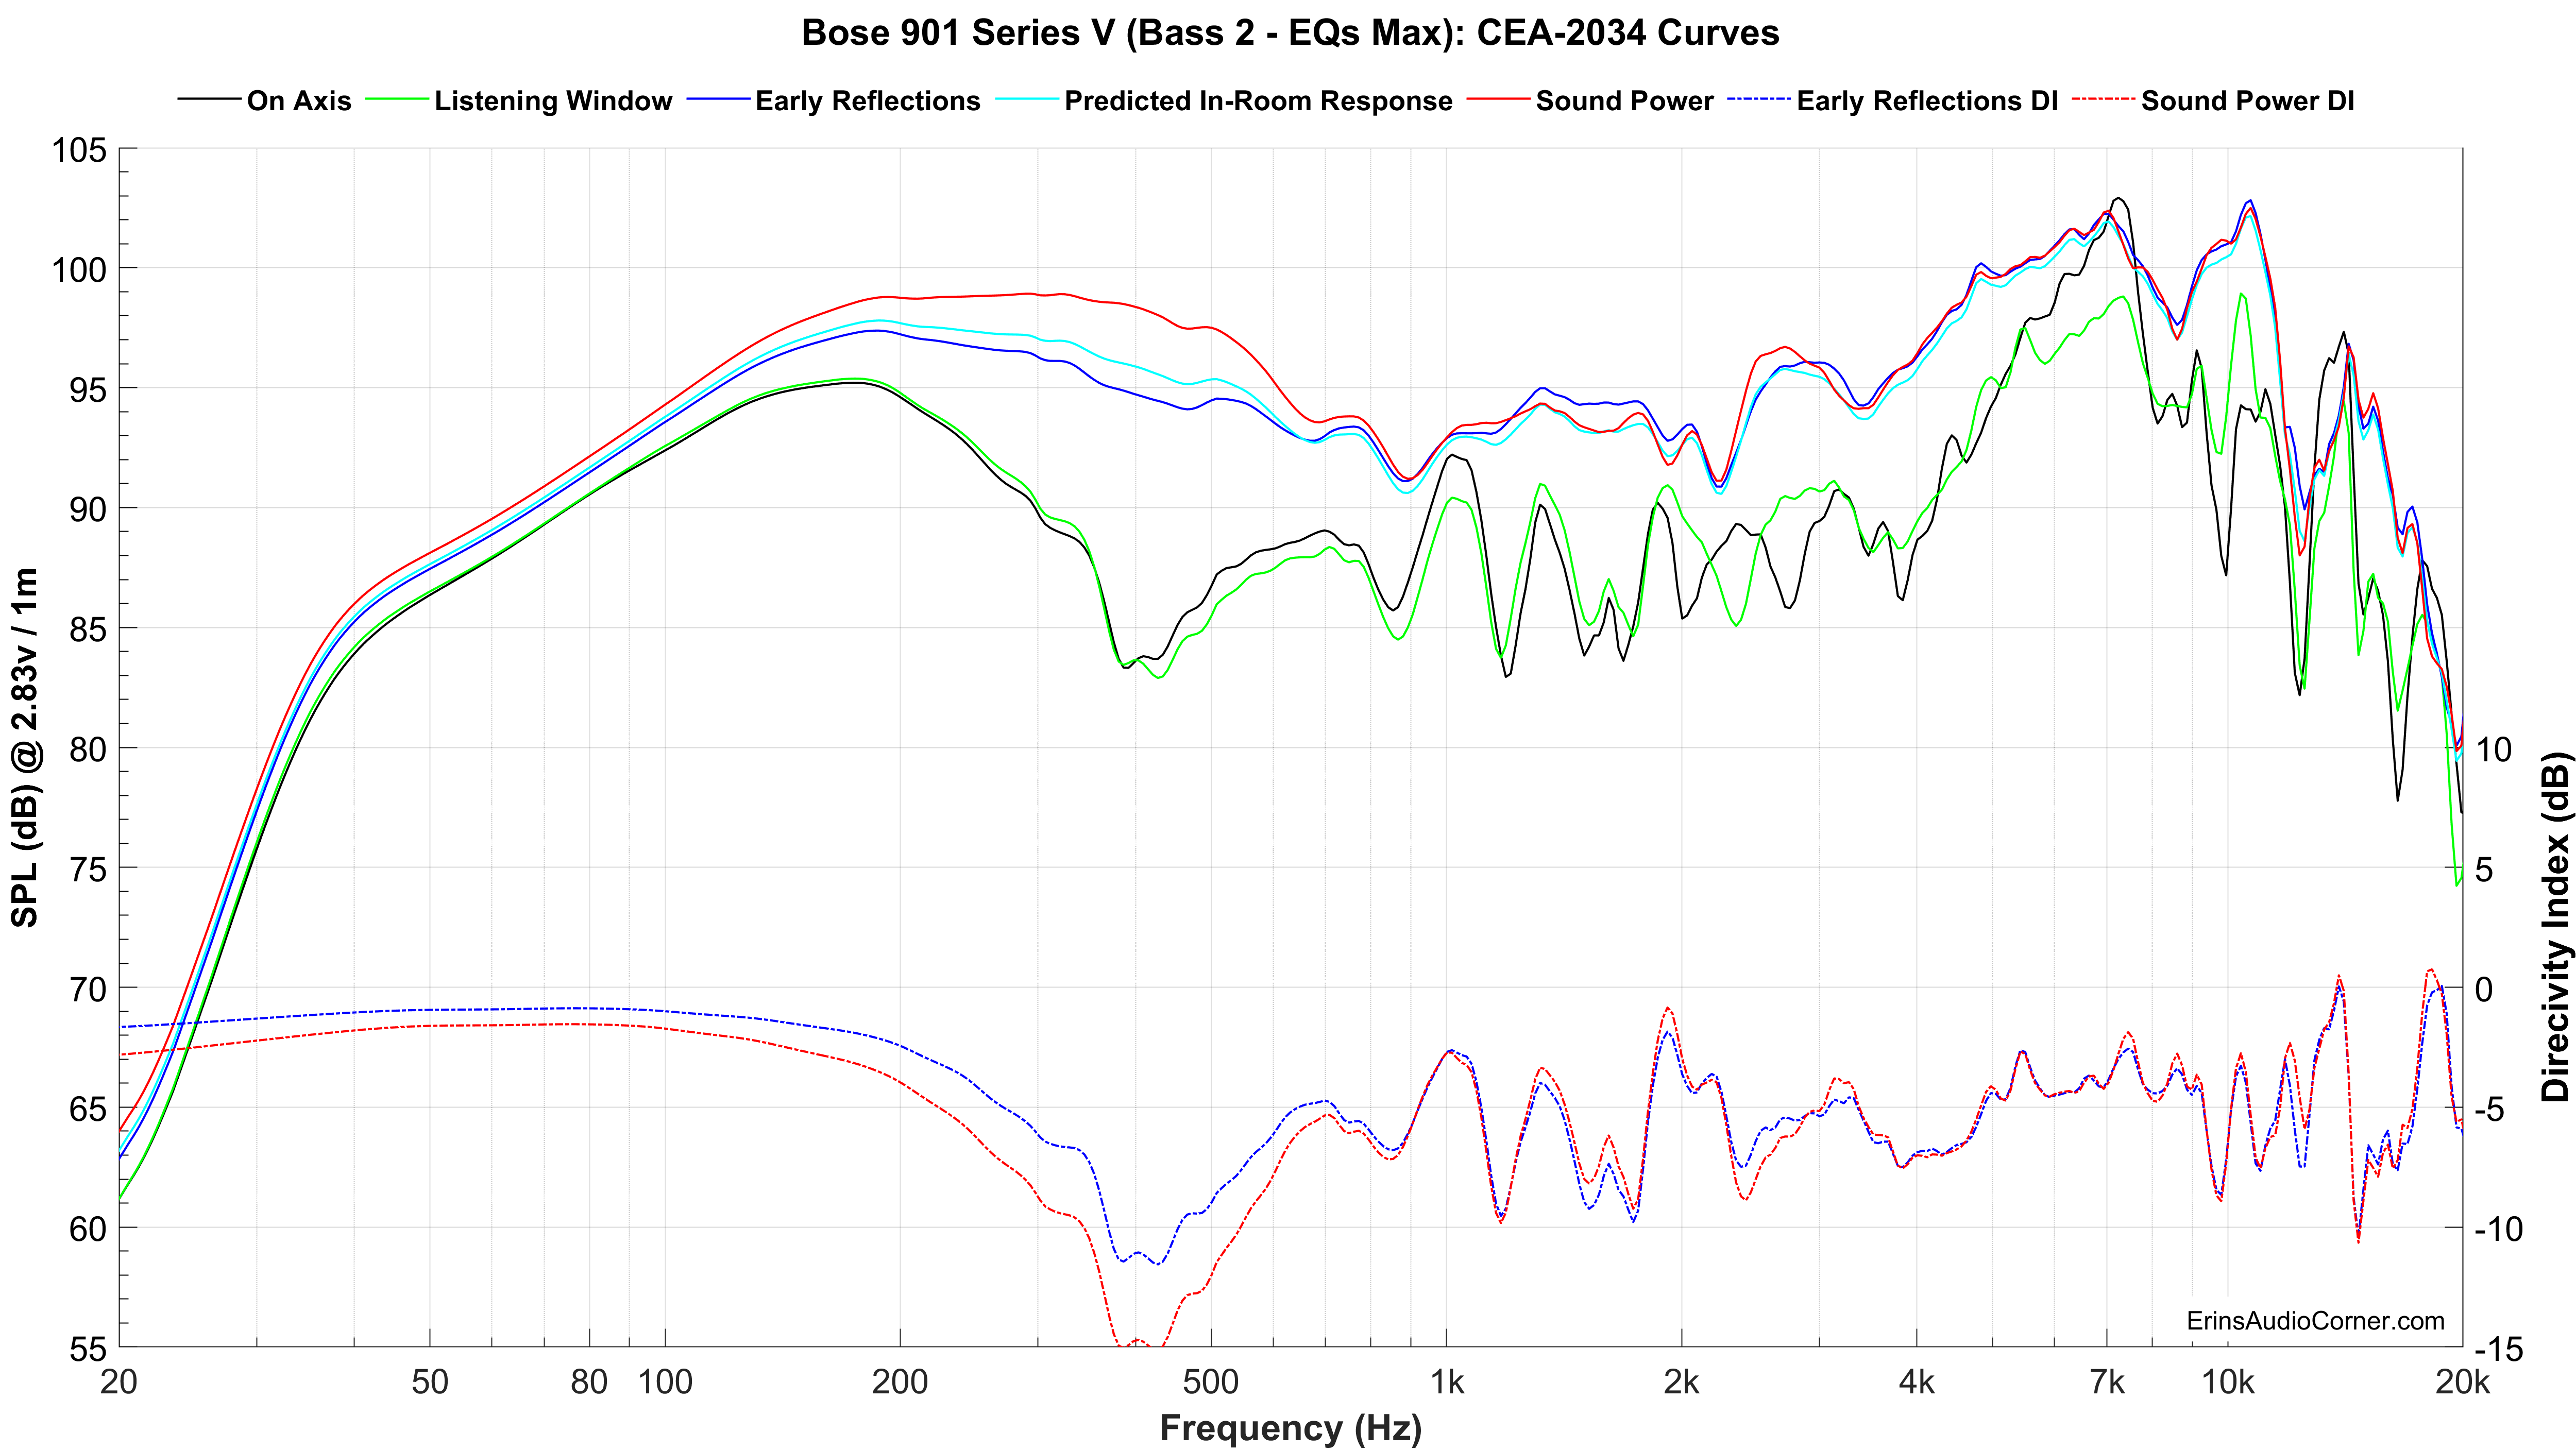 Bose 901 Series V (Bass 2 - EQs Max): CEA-2034 Curves
On Axis Listening Window Early Reflections Predicted In-Room Response Sound Power Early Reflections DI Sound Power DI
105
100
95
90
85
80
75
70
65
60
55
SPL (dB) @ 2.83v / 1m
10
5
0
-5
-10
-15
Direcivity Index (dB)
ErinsAudioCorner.com
20 50 80 100 200 500 1k 2k 4k 7k 10k 20k
Frequency (Hz)